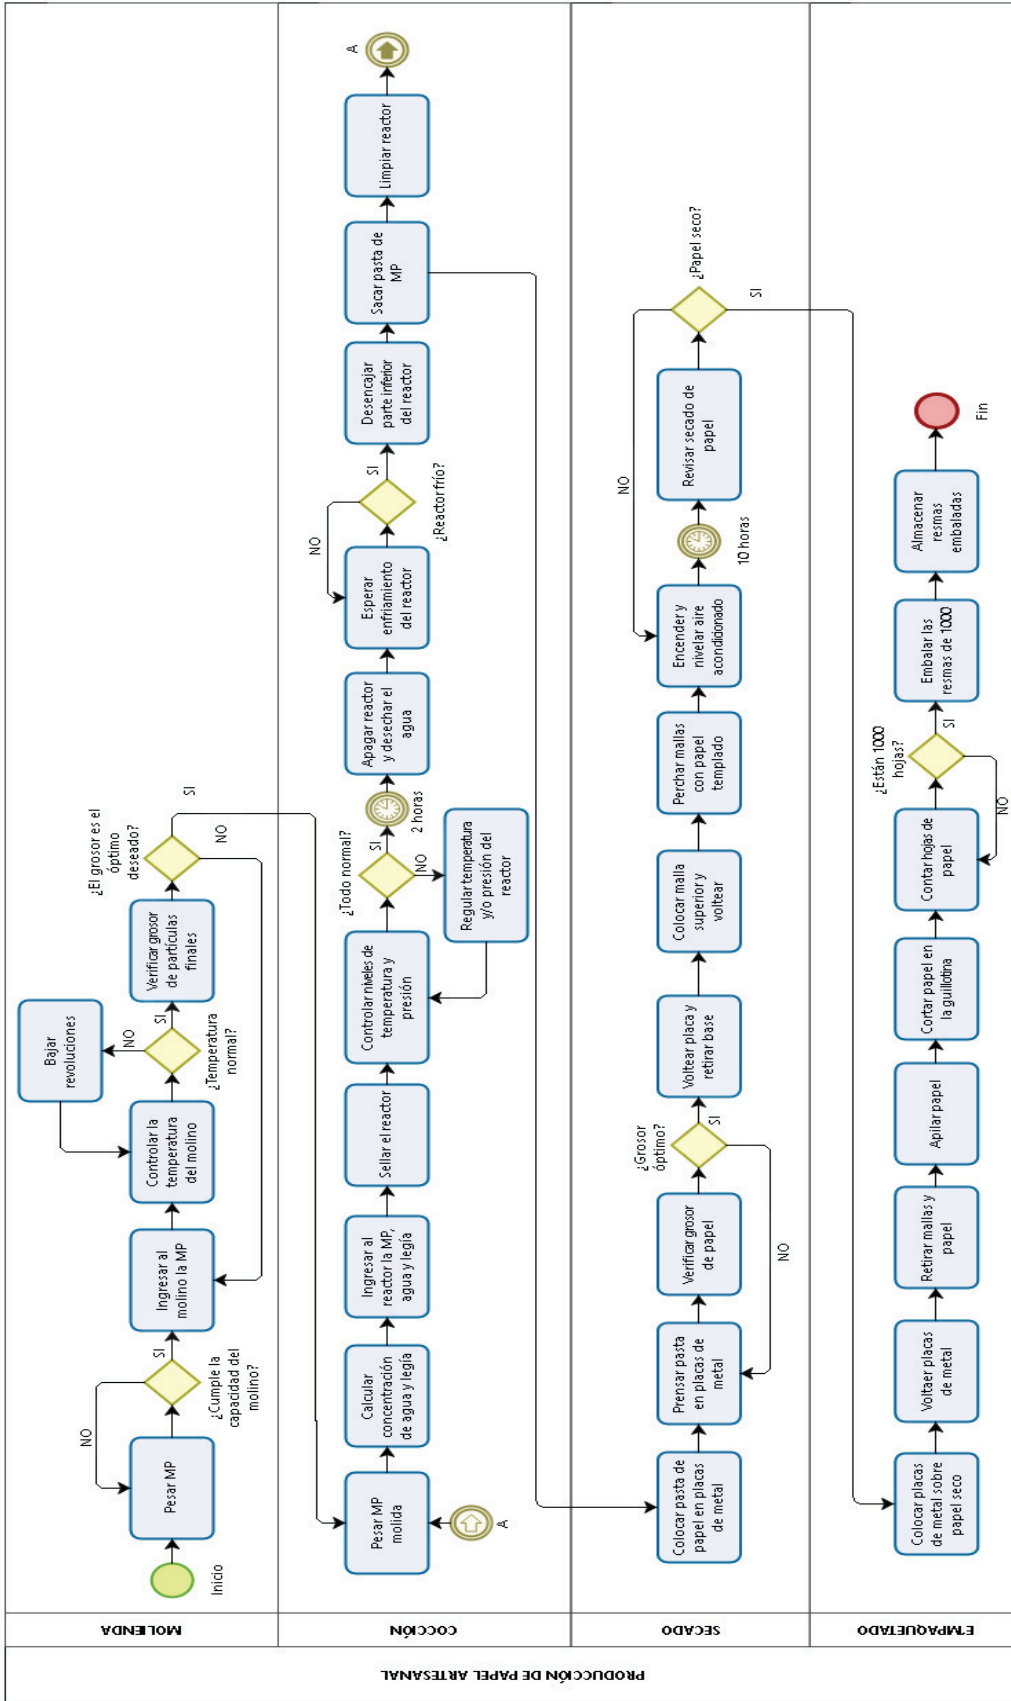 PRODUCCIÓN DE PAPEL ARTESANAL
MOLIENDA
Inicio
Pesar MP
¿Cumple la
capacidad del
molino?
NO
SI
Ingresar al
molino la MP
Controlar la
temperatura
del molino
¿Temperatura
normal?
NO
SI
Bajar
revoluciones
Verificar grosor
de partículas
finales
¿El grosor es el
óptimo
deseado?
SI
NO
COCCIÓN
A
Pesar MP
molida
Calcular
concentración
de agua y legía
Ingresar al
reactor la MP,
agua y legía
Sellar el reactor
Controlar niveles de
temperatura y
presión
¿Todo normal?
SI
NO
Regular temperatura
y/o presión del
reactor
2 horas
Apagar reactor
y desechar el
agua
Esperar
enfriamiento
del reactor
¿Reactor frío?
NO
SI
Desencajar
parte inferior
del reactor
Sacar pasta de
MP
Limpiar reactor
A
SECADO
Colocar pasta de
papel en placas
de metal
Prensar pasta
en placas de
metal
Verificar grosor
de papel
¿Grosor
óptimo?
SI
NO
Voltear placa y
retirar base
Colocar malla
superior y
voltear
Perchar mallas
con papel
templado
Encender y
nivelar aire
acondicionado
10 horas
Revisar secado de
papel
¿Papel seco?
NO
SI
EMPAQUETADO
Colocar placas
de metal sobre
papel seco
Voltaer placas
de metal
Retirar mallas y
papel
Apilar papel
Cortar papel en
la guillotina
Contar hojas de
papel
¿Están 1000
hojas?
SI
NO
Embalar las
resmas de 1000
Almacenar
resmas
embaladas
Fin